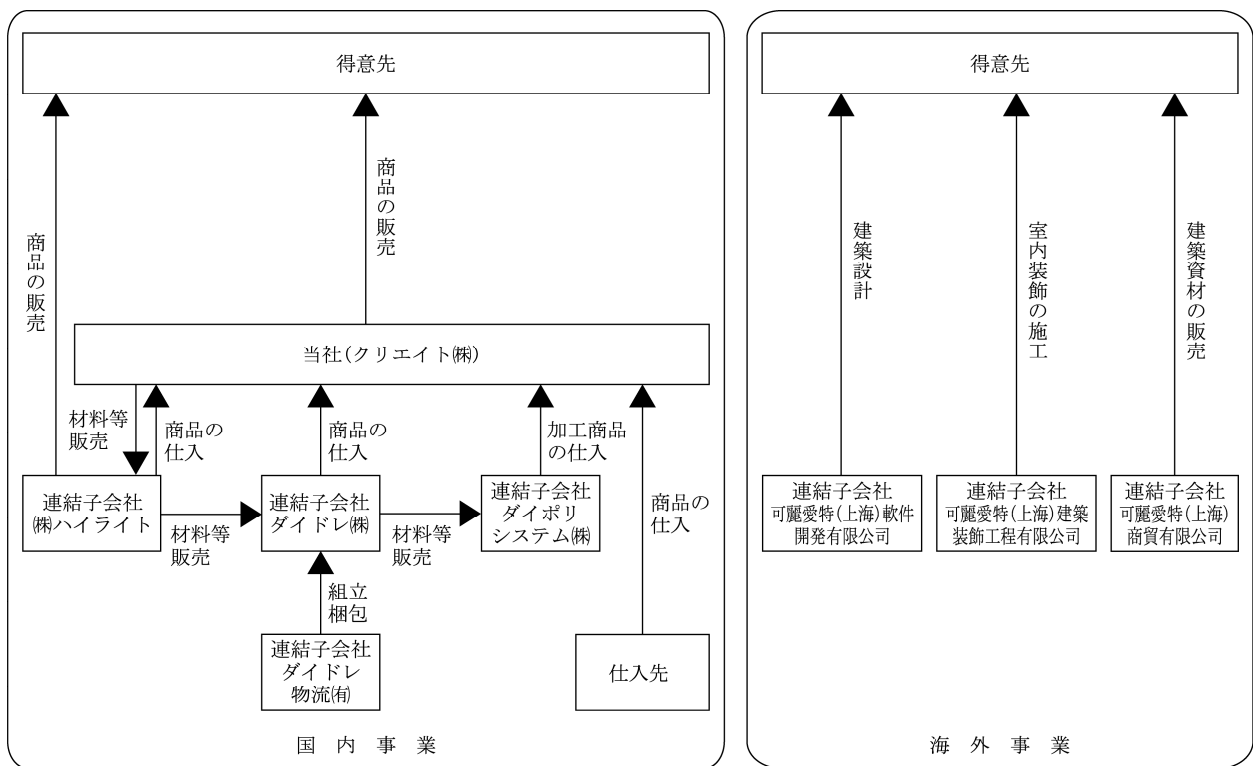 得意先
商品の販売
商品の販売
当社(クリエイト㈱)
材料等
販売
商品の
仕入
商品の
仕入
加工商品
の仕入
商品の
仕入
連結子会社
㈱ハイライト
材料等
販売
連結子会社
ダイドレ㈱
材料等
販売
連結子会社
ダイポリ
システム㈱
組立
梱包
連結子会社
ダイドレ
物流㈲
仕入先
国内事業
得意先
建築設計
室内装飾の施工
建築資材の販売
連結子会社
可麗愛特(上海)軟件
開発有限公司
連結子会社
可麗愛特(上海)建築
装飾工程有限公司
連結子会社
可麗愛特(上海)
商貿有限公司
海外事業